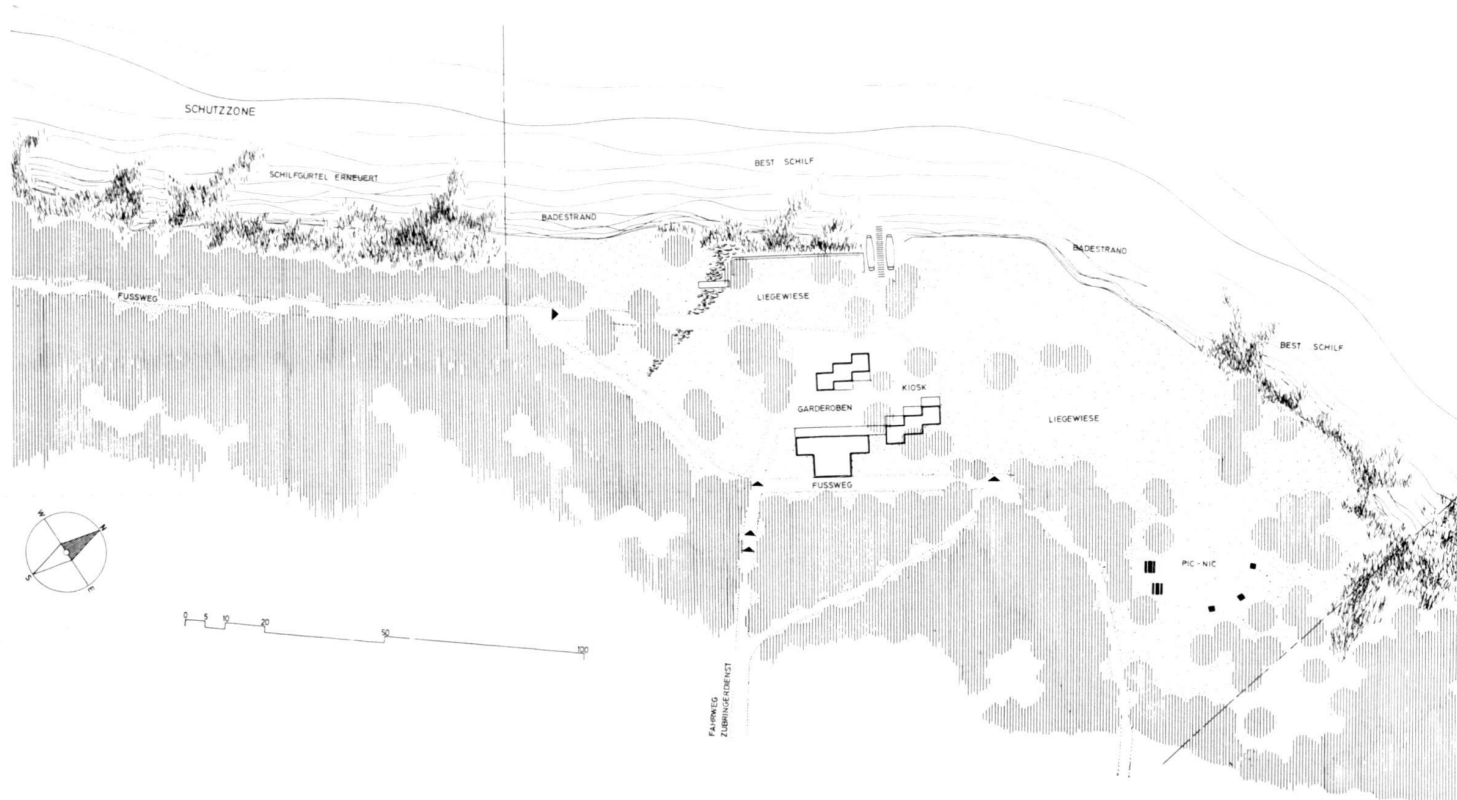 SCHUTZZONE
BEST SCHILF
SCHILFGURTEL ERNEUERT
BADESTRAND
BADESTRAND
FUSSWEG
LIEGEWIESE
BEST SCHILF
KIOSK
GARDEROBEN
LIEGEWIESE
FUSSWEG
W
N
S
E
PIC-NIC
0 5 10 20 50 100
FAHRWEG
ZUBRINGERDIENST